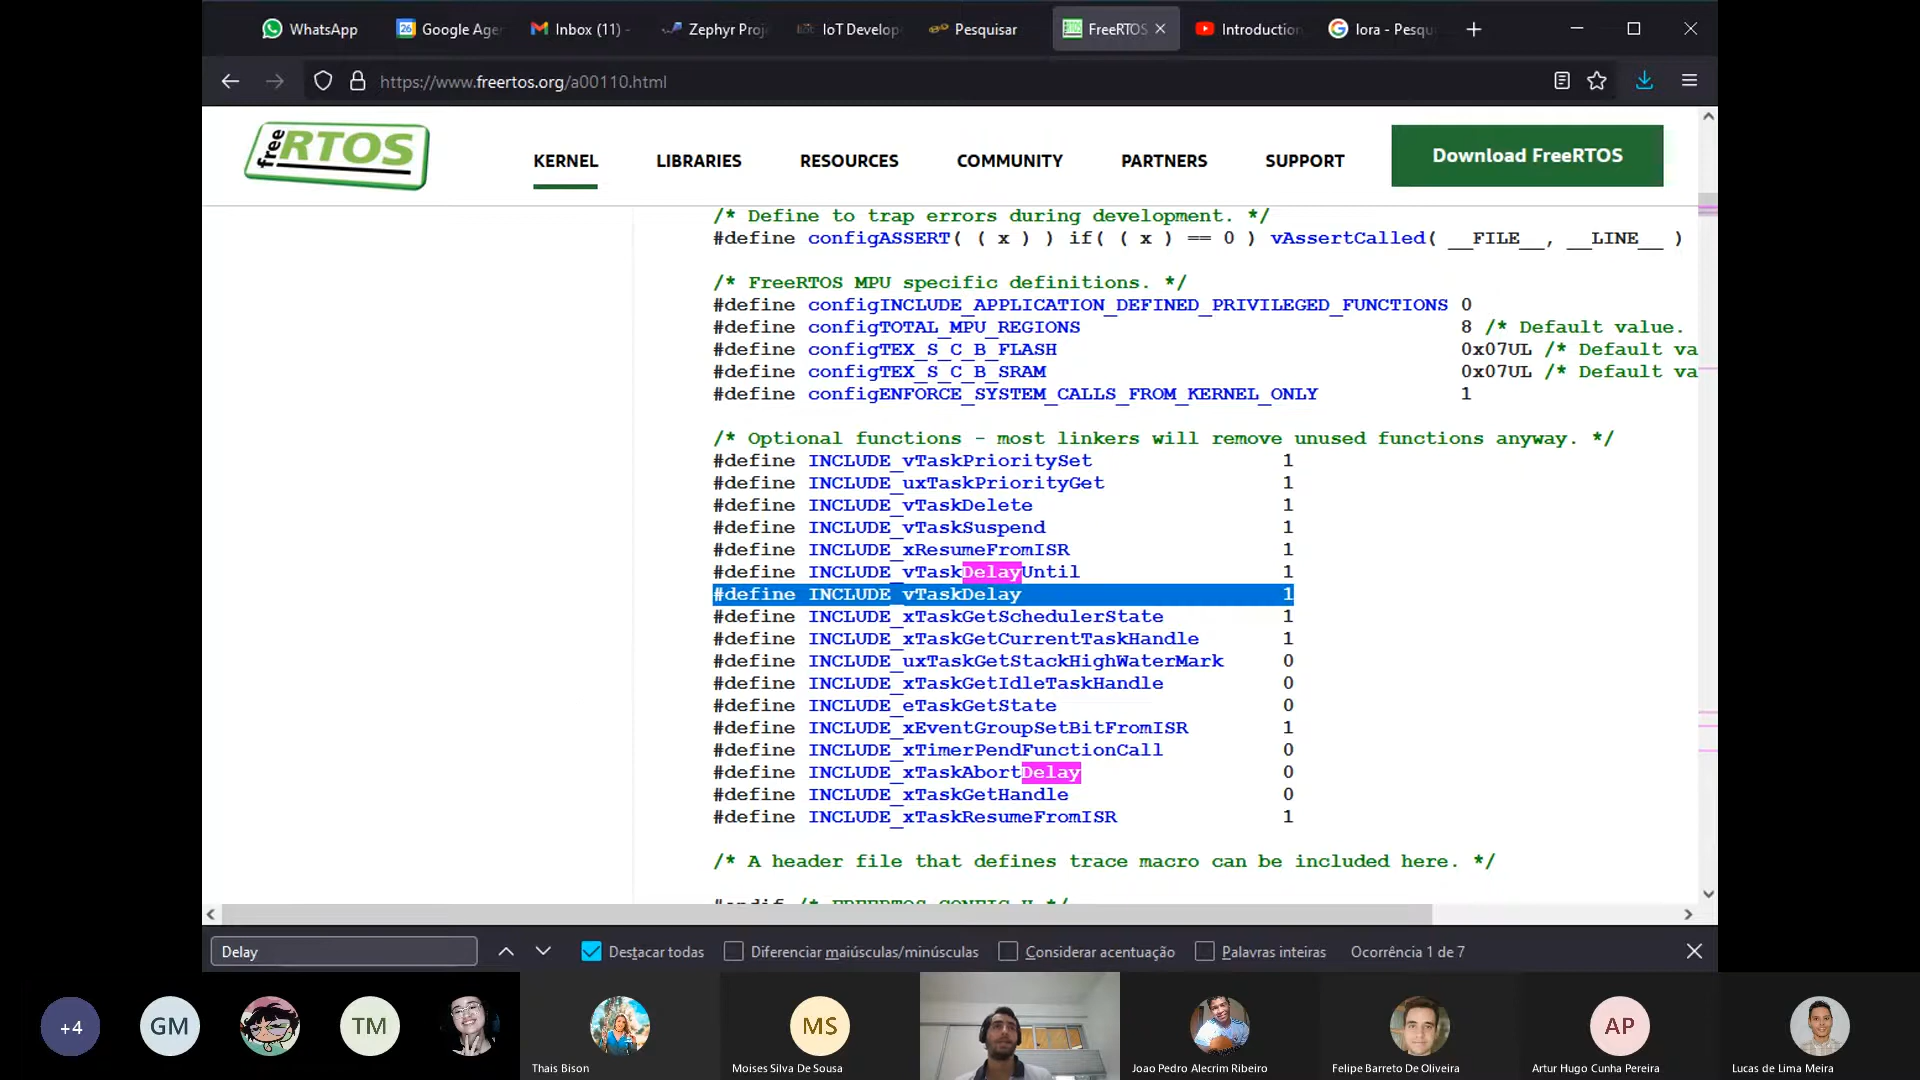 WhatsApp
Google Age
Inbox (11) -
Zephyr Proj
IoT Develop
Pesquisar
FreeRTOS
Introduction
lora - Pesqu
https://www.freertos.org/a00110.html
free RTOS
KERNEL
LIBRARIES
RESOURCES
COMMUNITY
PARTNERS
SUPPORT
Download FreeRTOS
/* Define to trap errors during development. */
#define configASSERT( ( x ) ) if( ( x ) == 0 ) vAssertCalled( __FILE__, __LINE__ )
/* FreeRTOS MPU specific definitions. */
#define configINCLUDE_APPLICATION_DEFINED_PRIVILEGED_FUNCTIONS 0
#define configTOTAL_MPU_REGIONS 8 /* Default value.
#define configTEX_S_C_B_FLASH 0x07UL /* Default va
#define configTEX_S_C_B_SRAM 0x07UL /* Default va
#define configENFORCE_SYSTEM_CALLS_FROM_KERNEL_ONLY 1
/* Optional functions - most linkers will remove unused functions anyway. */
#define INCLUDE_vTaskPrioritySet 1
#define INCLUDE_uxTaskPriorityGet 1
#define INCLUDE_vTaskDelete 1
#define INCLUDE_vTaskSuspend 1
#define INCLUDE_xResumeFromISR 1
#define INCLUDE_vTaskDelayUntil 1
#define INCLUDE_vTaskDelay 1
#define INCLUDE_xTaskGetSchedulerState 1
#define INCLUDE_xTaskGetCurrentTaskHandle 1
#define INCLUDE_uxTaskGetStackHighWaterMark 0
#define INCLUDE_xTaskGetIdleTaskHandle 0
#define INCLUDE_eTaskGetState 0
#define INCLUDE_xEventGroupSetBitFromISR 1
#define INCLUDE_xTimerPendFunctionCall 0
#define INCLUDE_xTaskAbortDelay 0
#define INCLUDE_xTaskGetHandle 0
#define INCLUDE_xTaskResumeFromISR 1
/* A header file that defines trace macro can be included here. */
#endif /* FREERTOS_CONFIG_H */
Delay
Destacar todas
Diferenciar maiúsculas/minúsculas
Considerar acentuação
Palavras inteiras
Ocorrência 1 de 7
+4
GM
TM
MS
AP
Thais Bison
Moises Silva De Sousa
Joao Pedro Alecrim Ribeiro
Felipe Barreto De Oliveira
Artur Hugo Cunha Pereira
Lucas de Lima Meira